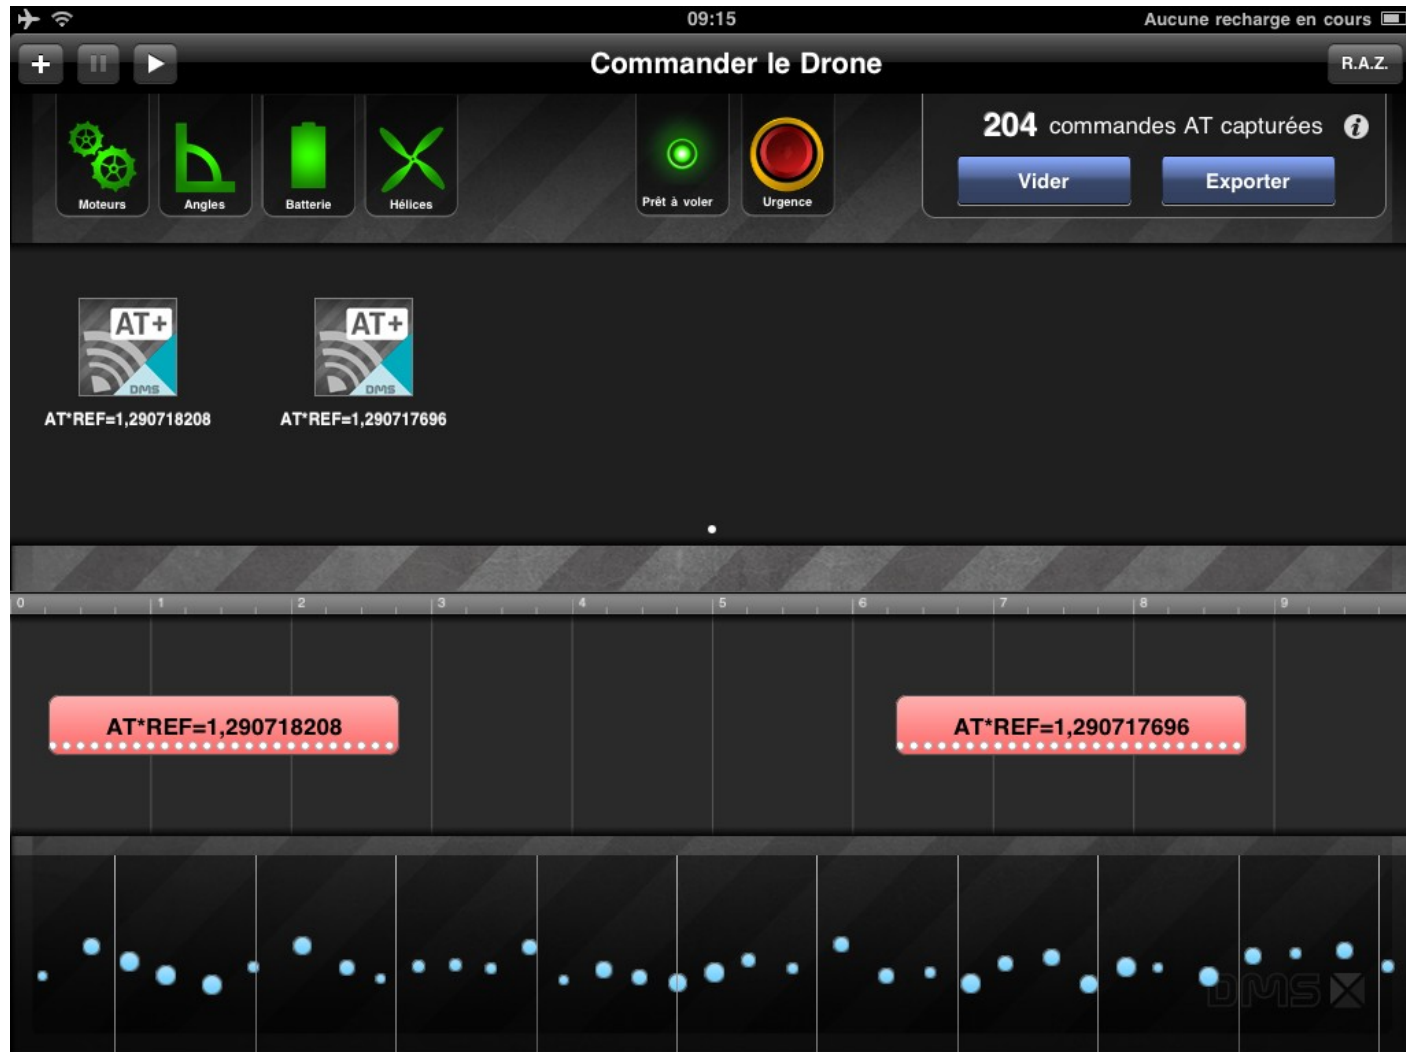 09:15
Aucune recharge en cours
Commander le Drone
R.A.Z.
204 commandes AT capturées
Vider
Exporter
Moteurs
Angles
Batterie
Hélices
Prêt à voler
Urgence
AT+
DMS
AT+
DMS
AT*REF=1,290718208
AT*REF=1,290717696
0 1 2 3 4 5 6 7 8 9
AT*REF=1,290718208
AT*REF=1,290717696
DMS